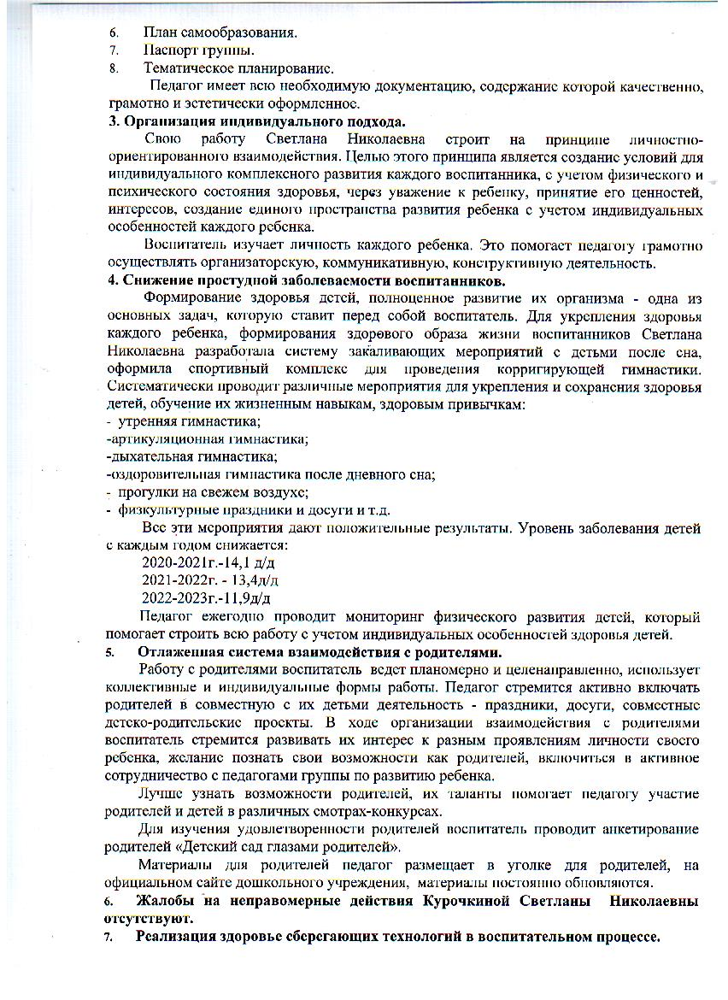 6. План самообразования.
7. Паспорт группы.
8. Тематическое планирование.
Педагог имеет всю необходимую документацию, содержание которой качественно,
грамотно и эстетически оформленное.
3. Организация индивидуального подхода.
Свою работу Светлана Николаевна строит на принципе личностно-
ориентированного взаимодействия. Целью этого принципа является создание условий для
индивидуального комплексного развития каждого воспитанника, с учетом физического и
психического состояния здоровья, через уважение к ребенку, принятие его ценностей,
интересов, создание единого пространства развития ребенка с учетом индивидуальных
особенностей каждого ребенка.
Воспитатель изучает личность каждого ребенка. Это помогает педагогу грамотно
осуществлять организаторскую, коммуникативную, конструктивную деятельность.
4. Снижение простудной заболеваемости воспитанников.
Формирование здоровья детей, полноценное развитие их организма - одна из
основных задач, которую ставит перед собой воспитатель. Для укрепления здоровья
каждого ребенка, формирования здорового образа жизни воспитанников Светлана
Николаевна разработала систему закаливающих мероприятий с детьми после сна,
оформила спортивный комплекс для проведения корригирующей гимнастики.
Систематически проводит различные мероприятия для укрепления и сохранения здоровья
детей, обучение их жизненным навыкам, здоровым привычкам:
- утренняя гимнастика;
-артикуляционная гимнастика;
-дыхательная гимнастика;
-оздоровительная гимнастика после дневного сна;
- прогулки на свежем воздухе;
- физкультурные праздники и досуги и т.д.
Все эти мероприятия дают положительные результаты. Уровень заболевания детей
с каждым годом снижается:
2020-2021г.-14,1 д/д
2021-2022г. - 13,4д/д
2022-2023г.-11,9д/д
Педагог ежегодно проводит мониторинг физического развития детей, который
помогает строить всю работу с учетом индивидуальных особенностей здоровья детей.
5. Отлаженная система взаимодействия с родителями.
Работу с родителями воспитатель ведет планомерно и целенаправленно, использует
коллективные и индивидуальные формы работы. Педагог стремится активно включать
родителей в совместную с их детьми деятельность - праздники, досуги, совместные
детско-родительские проекты. В ходе организации взаимодействия с родителями
воспитатель стремится развивать их интерес к разным проявлениям личности своего
ребенка, желание познать свои возможности как родителей, включиться в активное
сотрудничество с педагогами группы по развитию ребенка.
Лучше узнать возможности родителей, их таланты помогает педагогу участие
родителей и детей в различных смотрах-конкурсах.
Для изучения удовлетворенности родителей воспитатель проводит анкетирование
родителей «Детский сад глазами родителей».
Материалы для родителей педагог размещает в уголке для родителей, на
официальном сайте дошкольного учреждения, материалы постоянно обновляются.
6. Жалобы на неправомерные действия Курочкиной Светланы Николаевны
отсутствуют.
7. Реализация здоровье сберегающих технологий в воспитательном процессе.